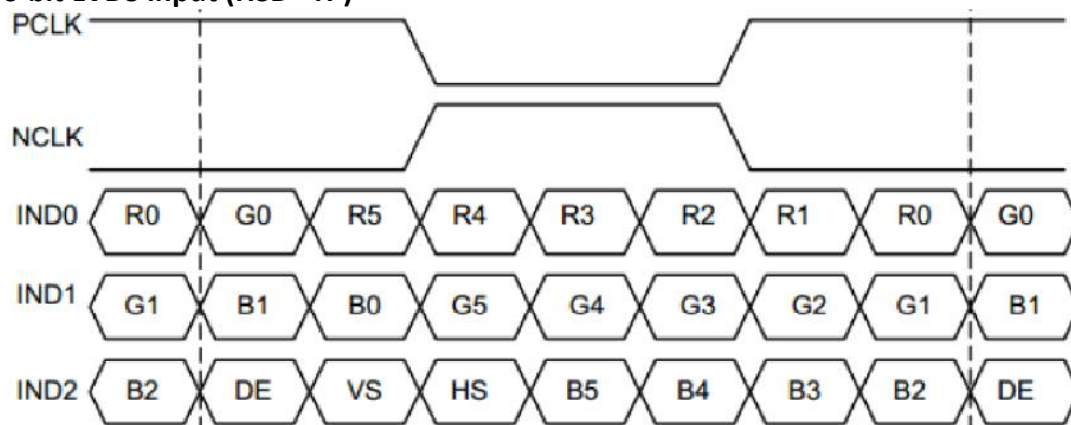 PCLK
NCLK
IND0 R0 G0 R5 R4 R3 R2 R1 R0 G0
IND1 G1 B1 B0 G5 G4 G3 G2 G1 B1
IND2 B2 DE VS HS B5 B4 B3 B2 DE